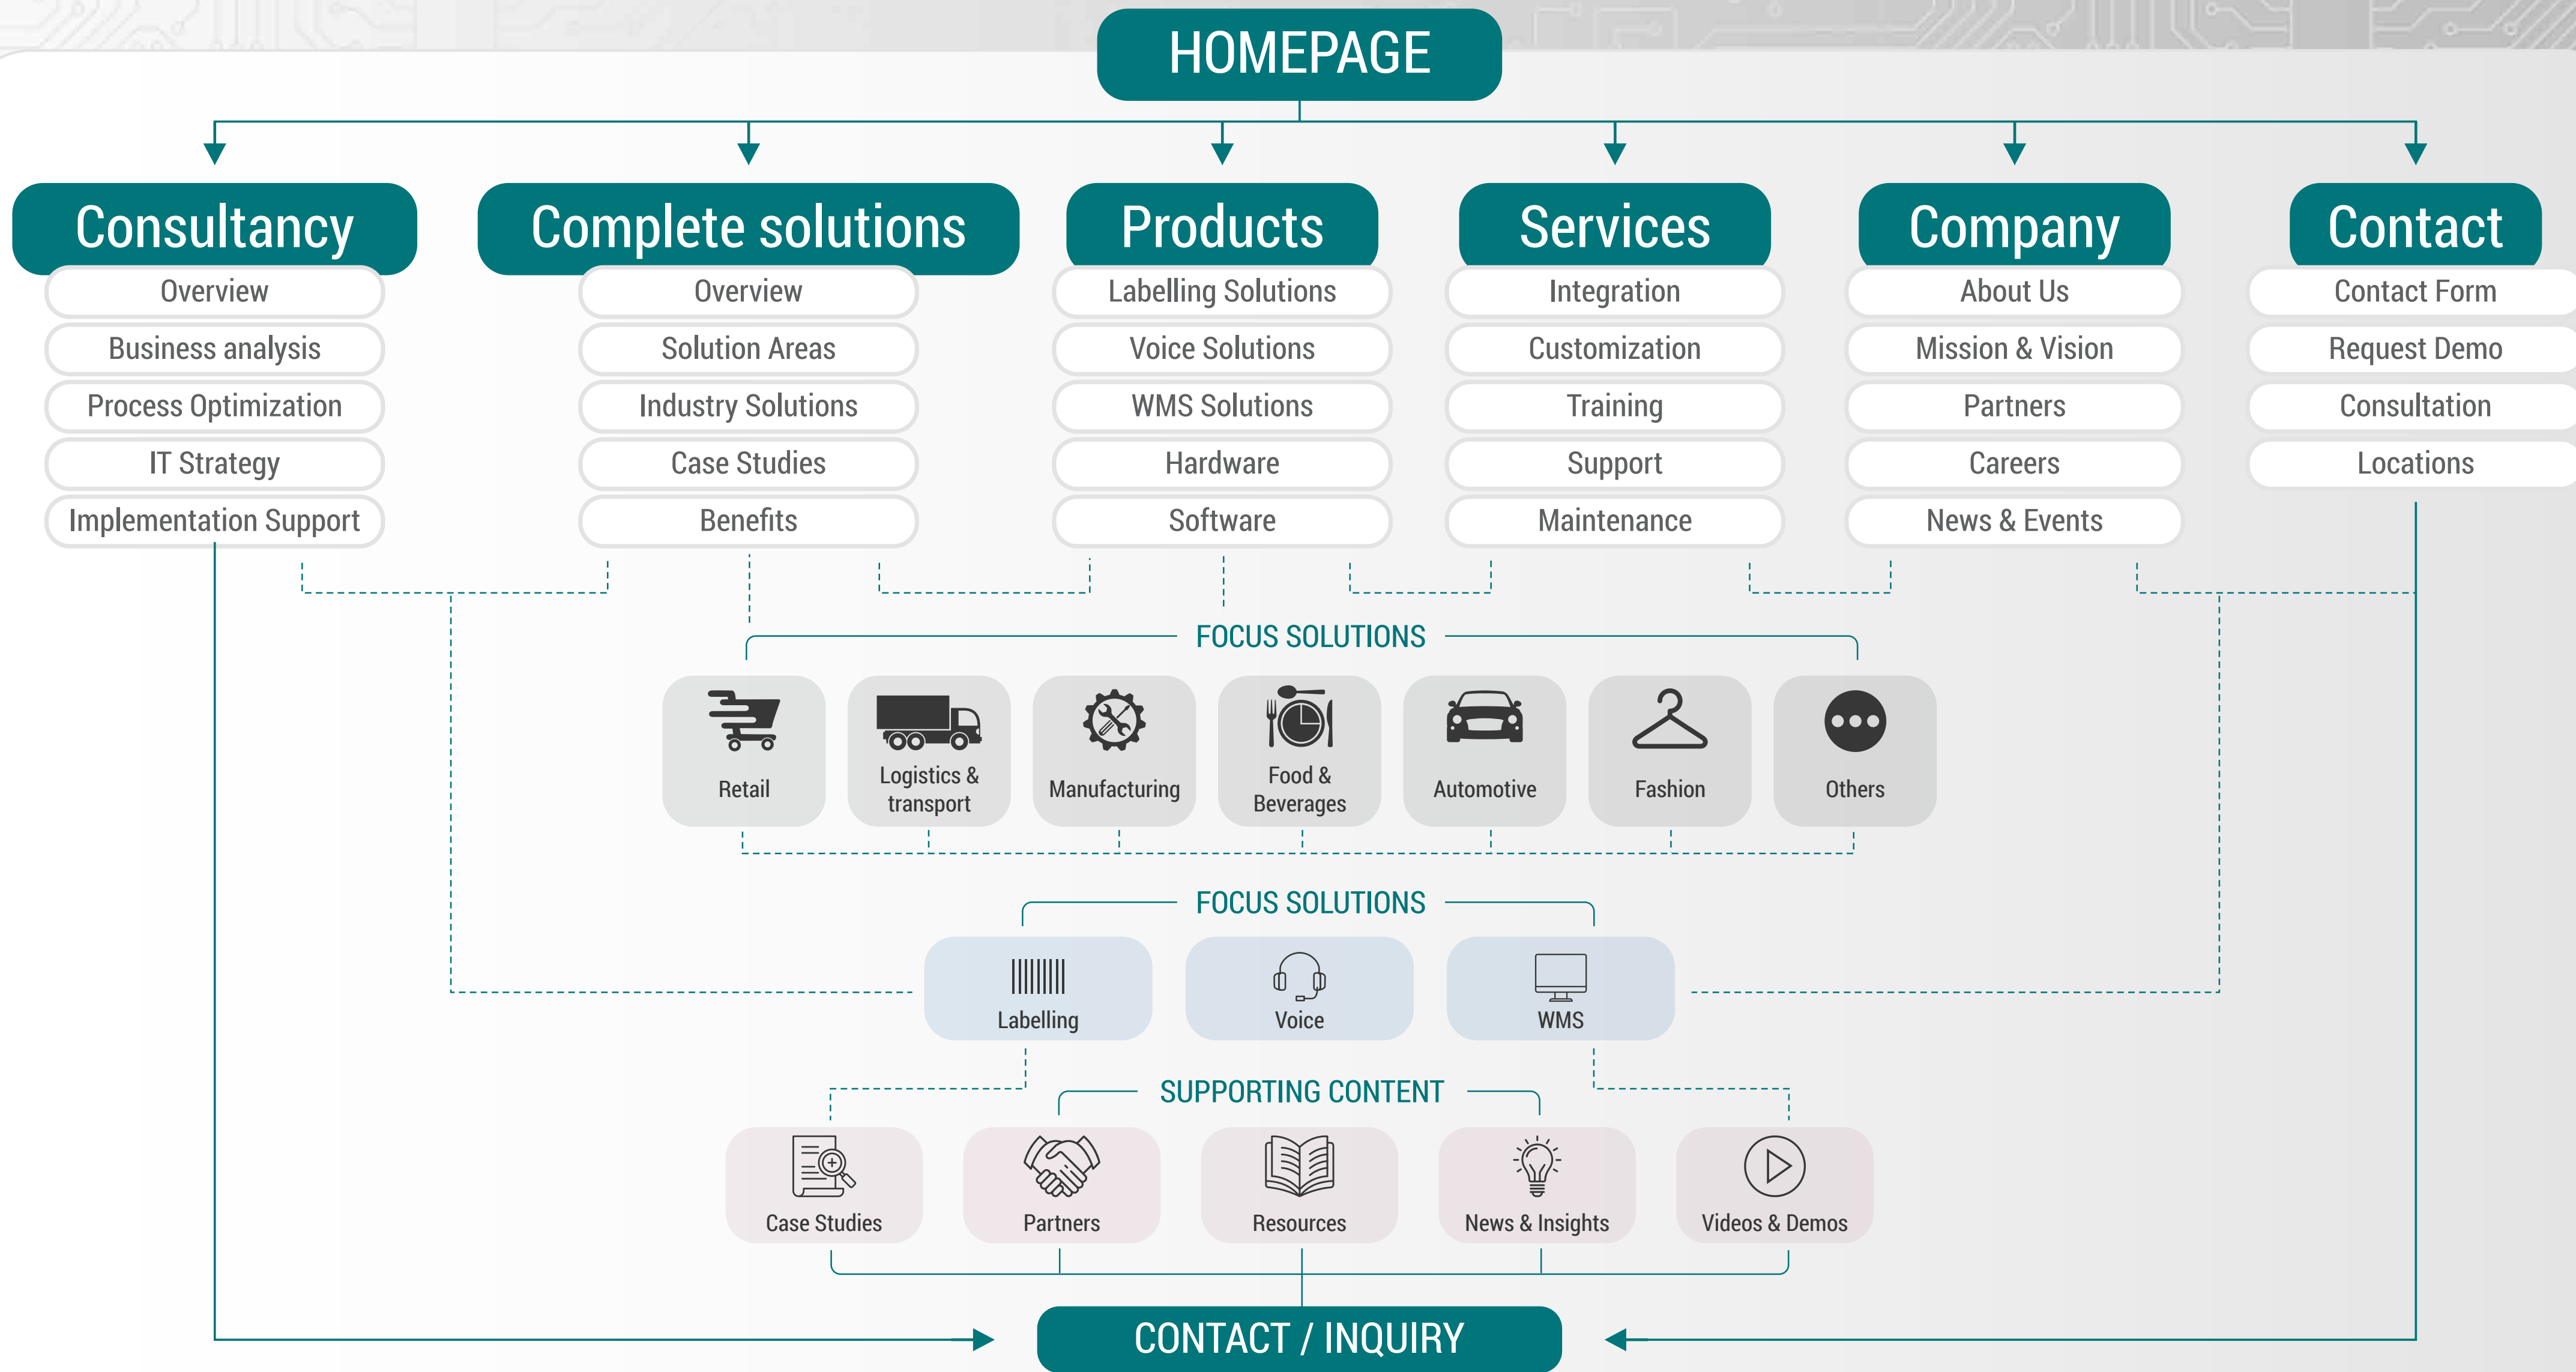 HOMEPAGE
Consultancy
Overview
Business analysis
Process Optimization
IT Strategy
Implementation Support
Complete solutions
Overview
Solution Areas
Industry Solutions
Case Studies
Benefits
Products
Labelling Solutions
Voice Solutions
WMS Solutions
Hardware
Software
Services
Integration
Customization
Training
Support
Maintenance
Company
About Us
Mission & Vision
Partners
Careers
News & Events
Contact
Contact Form
Request Demo
Consultation
Locations
FOCUS SOLUTIONS
Retail
Logistics &
transport
Manufacturing
Food &
Beverages
Automotive
Fashion
Others
FOCUS SOLUTIONS
Labelling
Voice
WMS
SUPPORTING CONTENT
Case Studies
Partners
Resources
News & Insights
Videos & Demos
CONTACT / INQUIRY